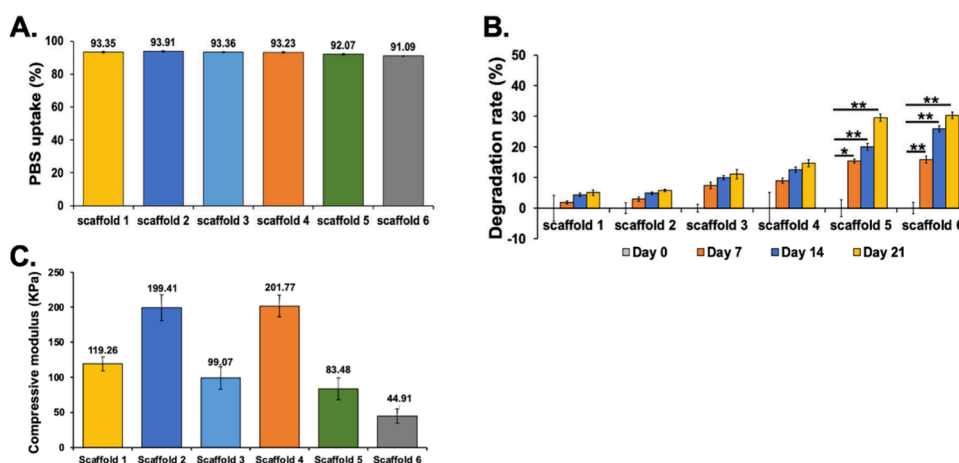 A.
PBS uptake (%)
100
80
60
40
20
0
93.35 93.91 93.36 93.23 92.07 91.09
scaffold 1 scaffold 2 scaffold 3 scaffold 4 scaffold 5 scaffold 6
B.
Degradation rate (%)
50
40
30
20
10
0
-10
** ** * ** ** **
scaffold 1 scaffold 2 scaffold 3 scaffold 4 scaffold 5 scaffold 6
Day 0 Day 7 Day 14 Day 21
C.
Compressive modulus (KPa)
250
200
150
100
50
0
119.26 199.41 99.07 201.77 83.48 44.91
Scaffold 1 Scaffold 2 Scaffold 3 Scaffold 4 Scaffold 5 Scaffold 6